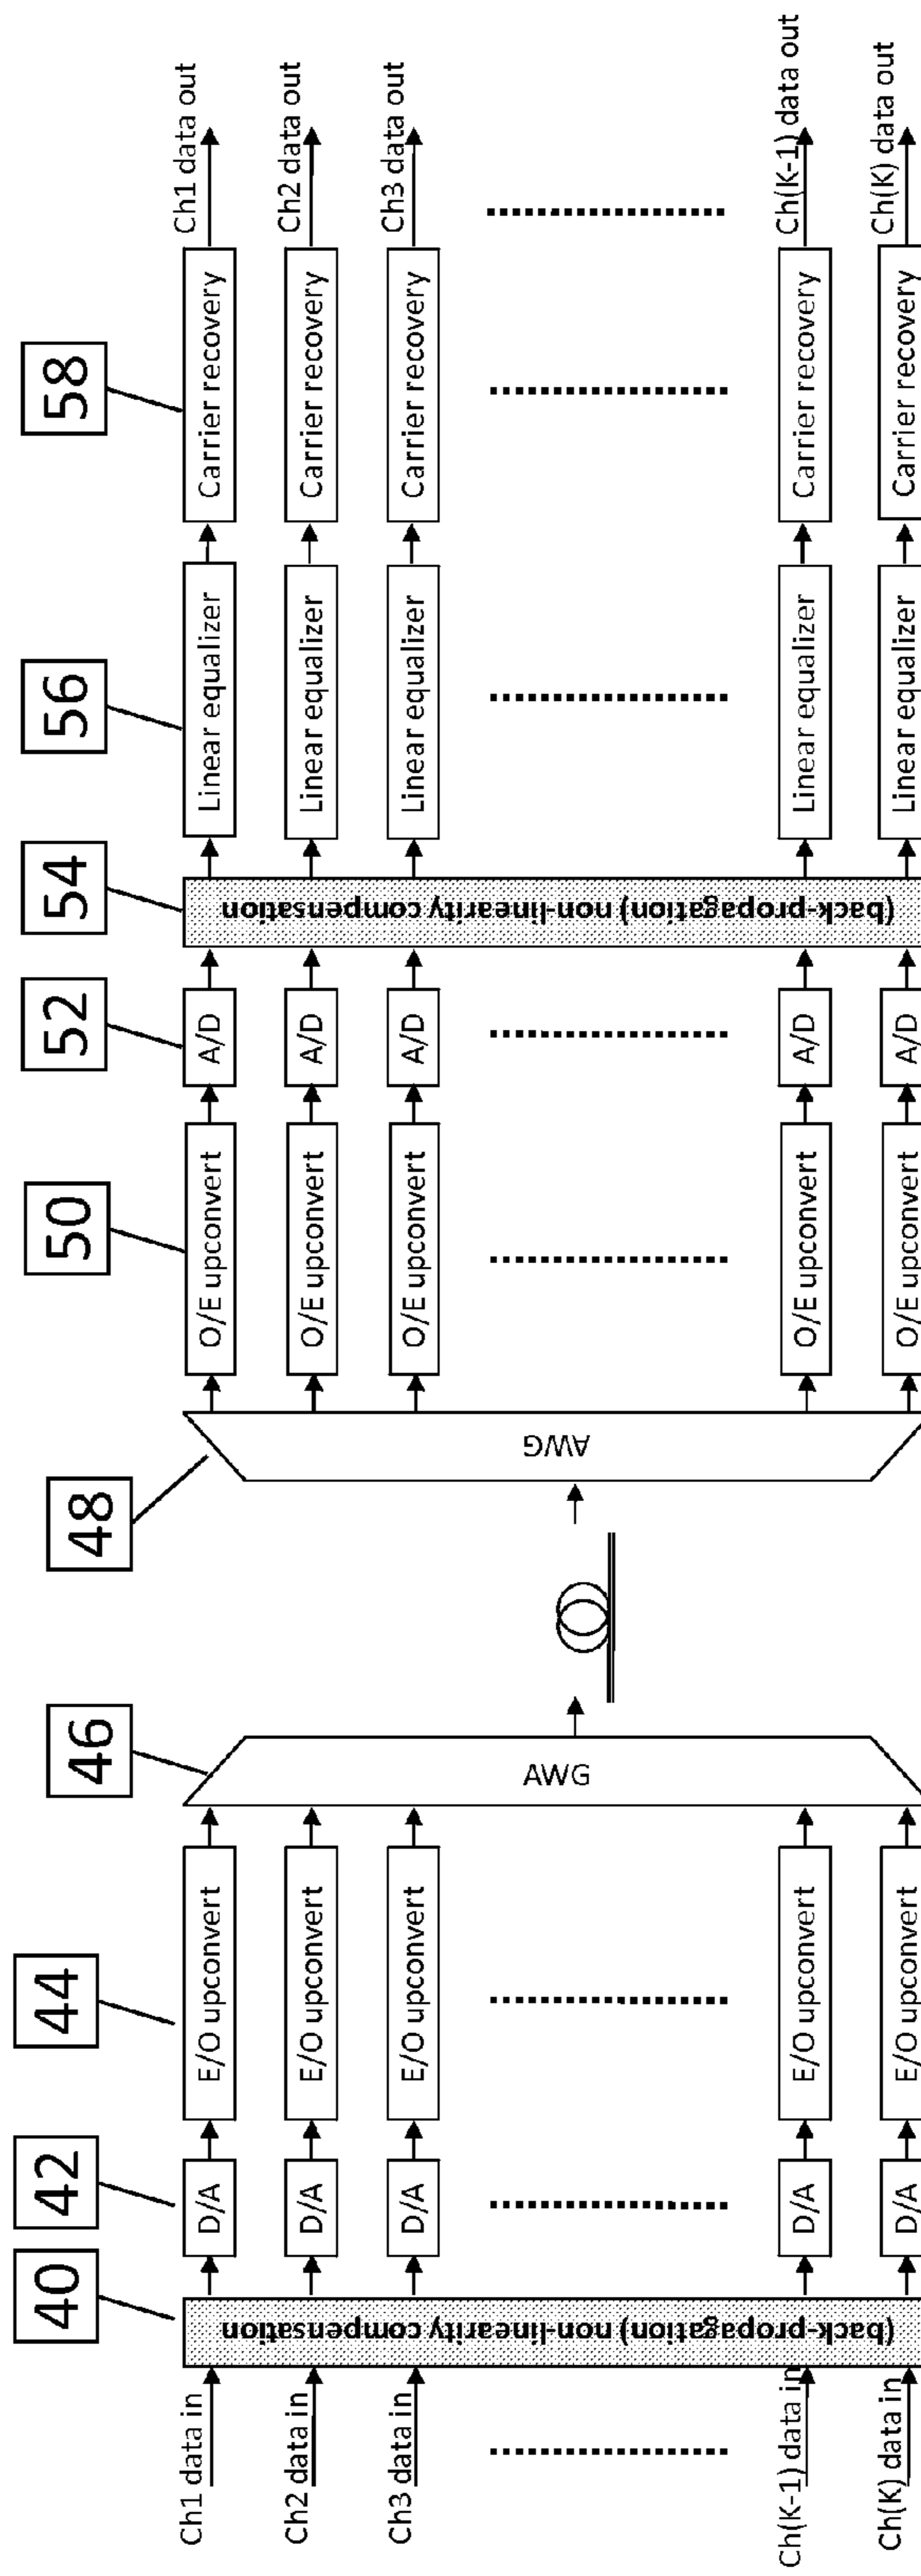 40
42
44
46
48
50
52
54
56
58
Ch1 data in
(back-propagation) non-linearity compensation
D/A
E/O upconvert
AWG
AWG
O/E upconvert
A/D
(back-propagation) non-linearity compensation
Linear equalizer
Carrier recovery
Ch1 data out
Ch2 data in
D/A
E/O upconvert
O/E upconvert
A/D
Linear equalizer
Carrier recovery
Ch2 data out
Ch3 data in
D/A
E/O upconvert
O/E upconvert
A/D
Linear equalizer
Carrier recovery
Ch3 data out
Ch(K-1) data in
D/A
E/O upconvert
O/E upconvert
A/D
Linear equalizer
Carrier recovery
Ch(K-1) data out
Ch(K) data in
D/A
E/O upconvert
O/E upconvert
A/D
Linear equalizer
Carrier recovery
Ch(K) data out